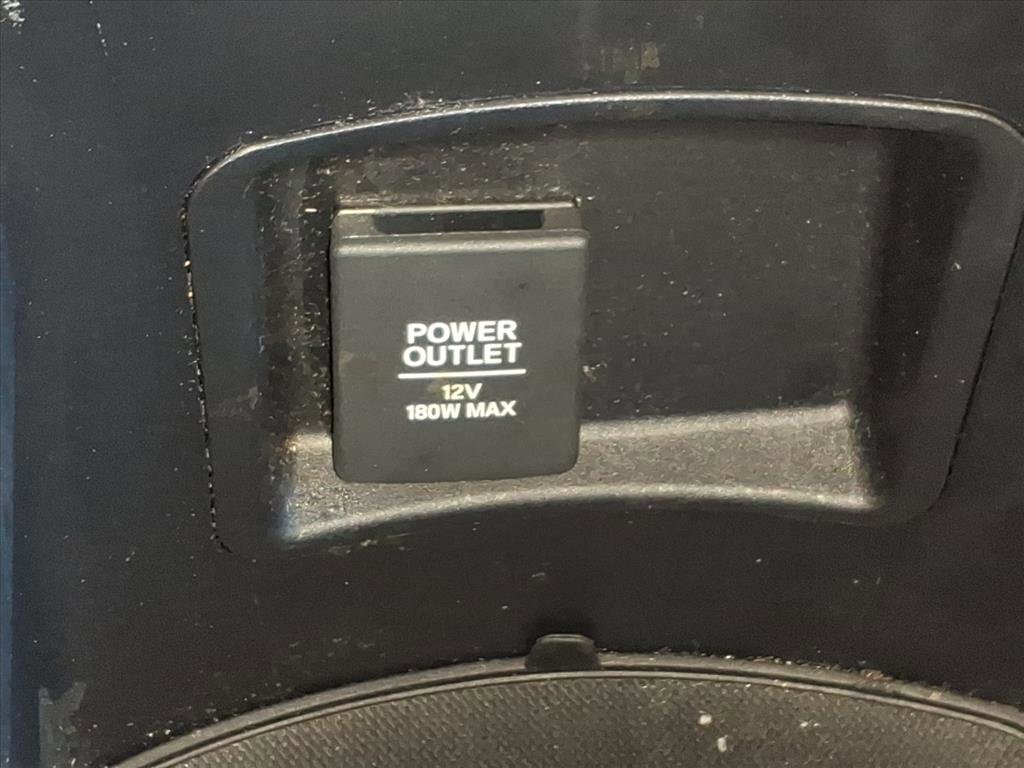 POWER
OUTLET
12V
180W MAX